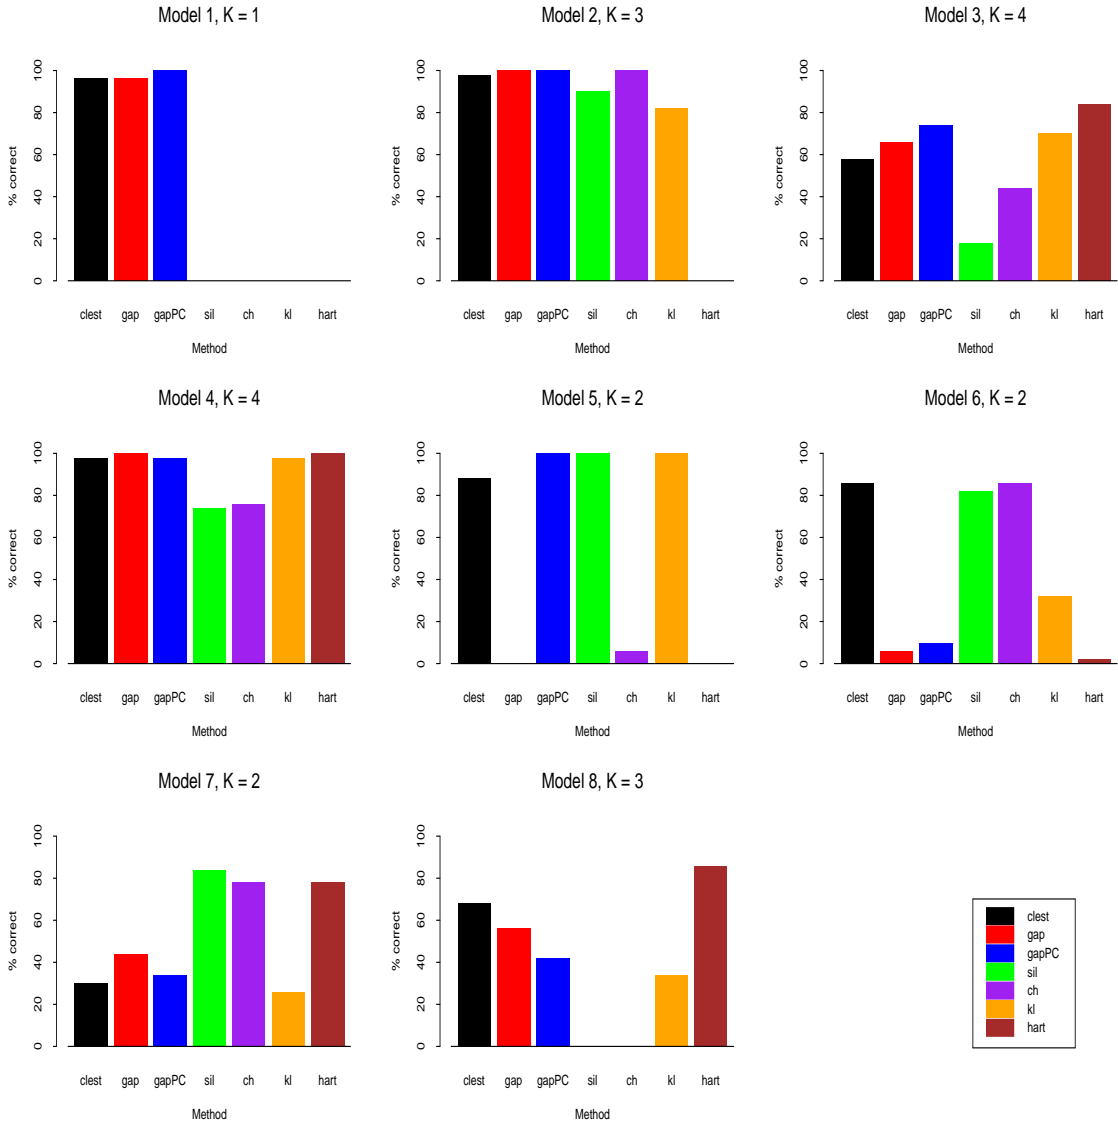 Model 1, K = 1
% correct
0 20 40 60 80 100
clest gap gapPC sil ch kl hart
Method
Model 2, K = 3
% correct
0 20 40 60 80 100
clest gap gapPC sil ch kl hart
Method
Model 3, K = 4
% correct
0 20 40 60 80 100
clest gap gapPC sil ch kl hart
Method
Model 4, K = 4
% correct
0 20 40 60 80 100
clest gap gapPC sil ch kl hart
Method
Model 5, K = 2
% correct
0 20 40 60 80 100
clest gap gapPC sil ch kl hart
Method
Model 6, K = 2
% correct
0 20 40 60 80 100
clest gap gapPC sil ch kl hart
Method
Model 7, K = 2
% correct
0 20 40 60 80 100
clest gap gapPC sil ch kl hart
Method
Model 8, K = 3
% correct
0 20 40 60 80 100
clest gap gapPC sil ch kl hart
Method
clest
gap
gapPC
sil
ch
kl
hart